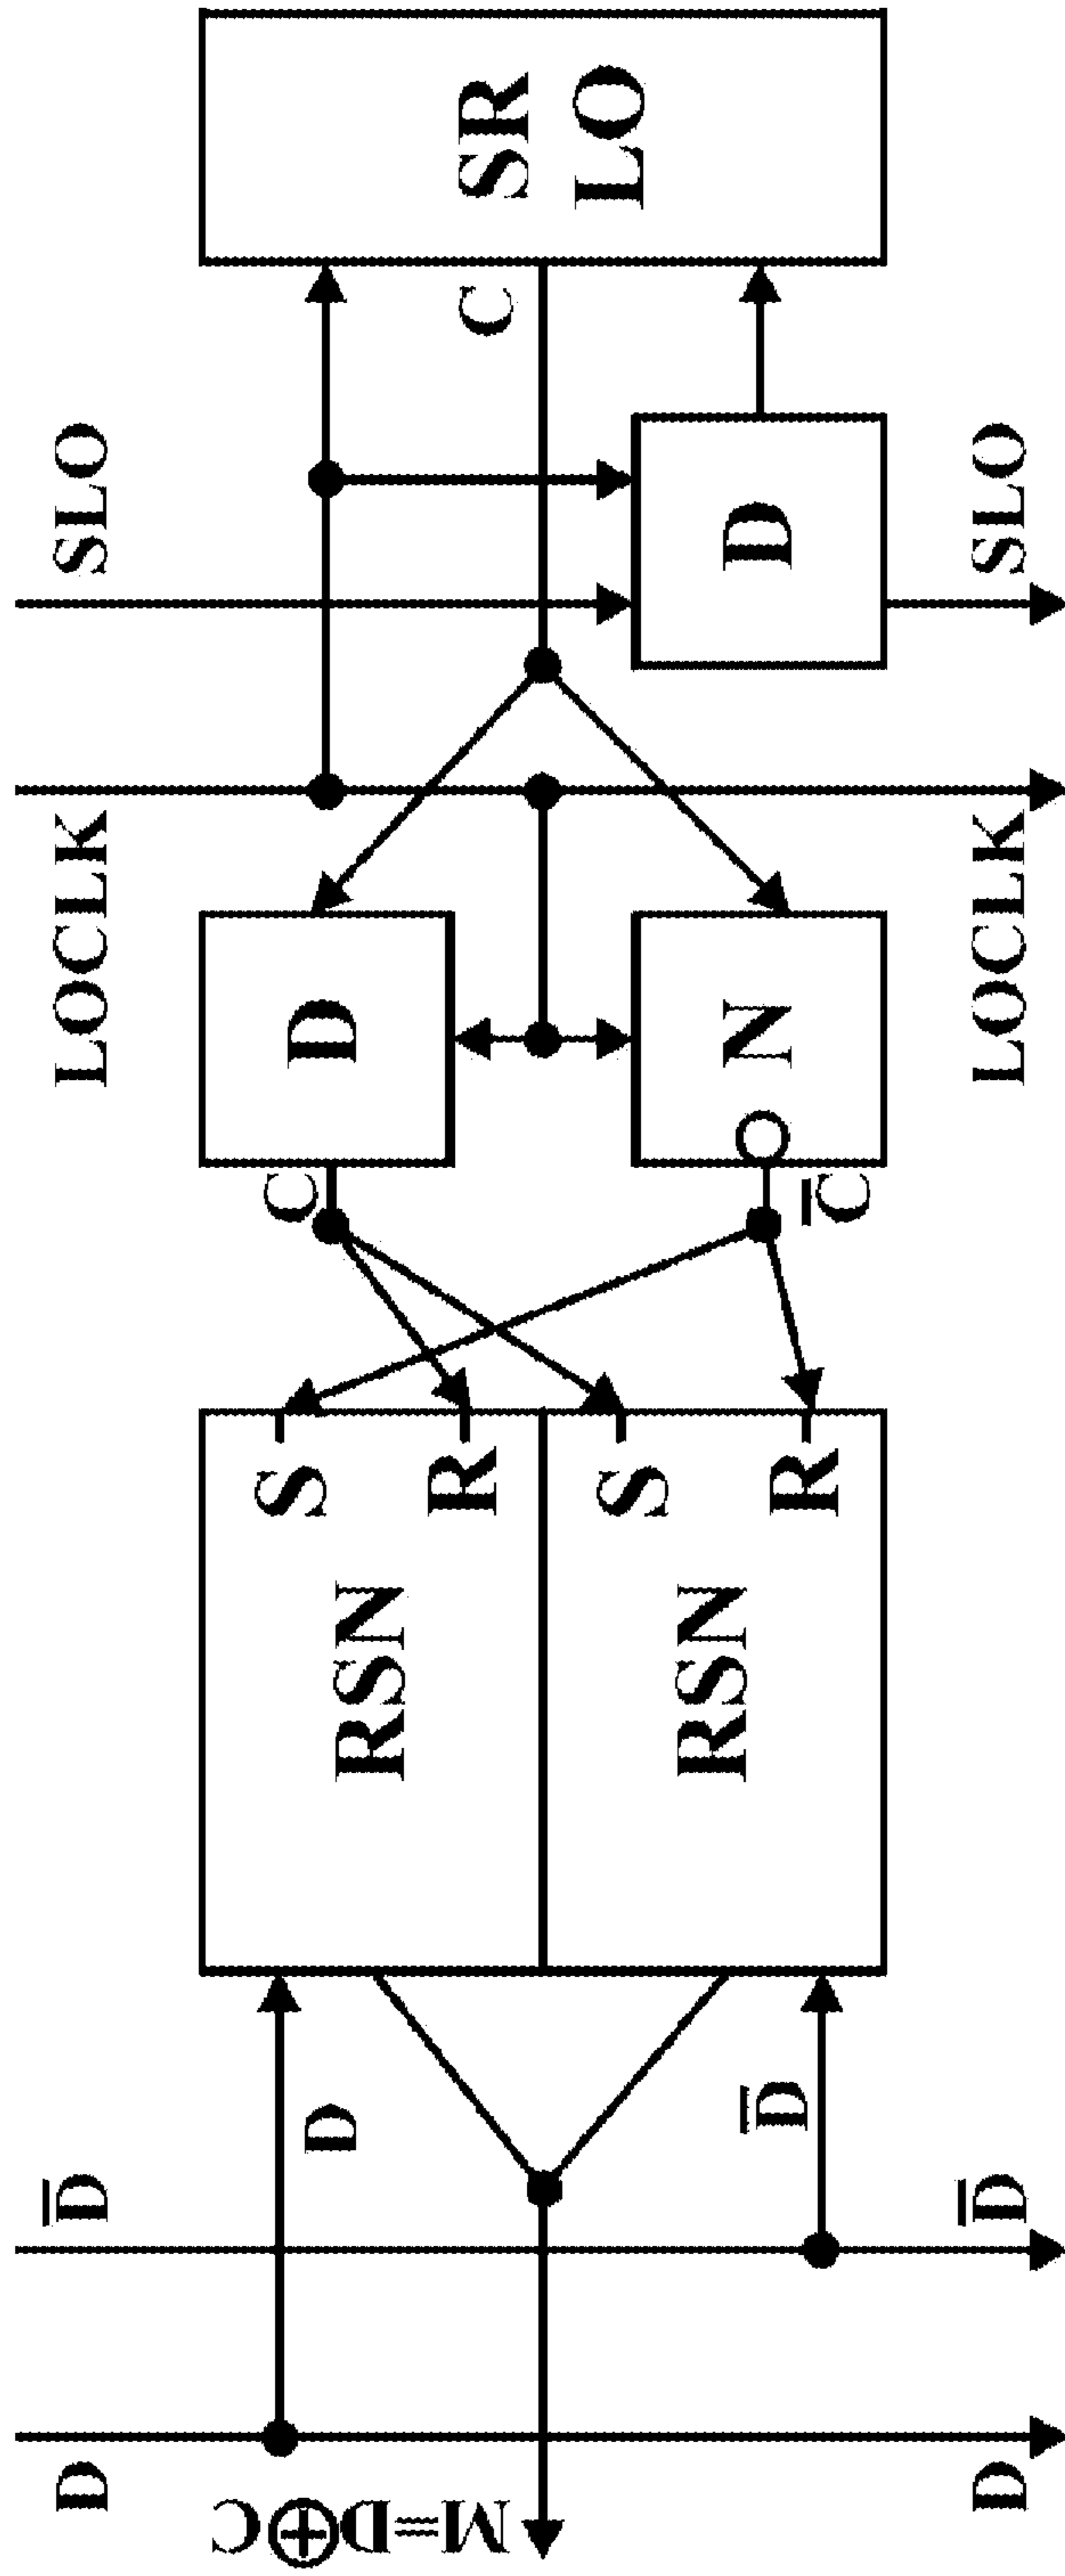 D
D̄
LOCLK
SLO
M=D⊕C
D
RSN
S
R
C
D
C
SR
LO
D̄
RSN
S
R
C̄
N
D
D
D̄
LOCLK
SLO